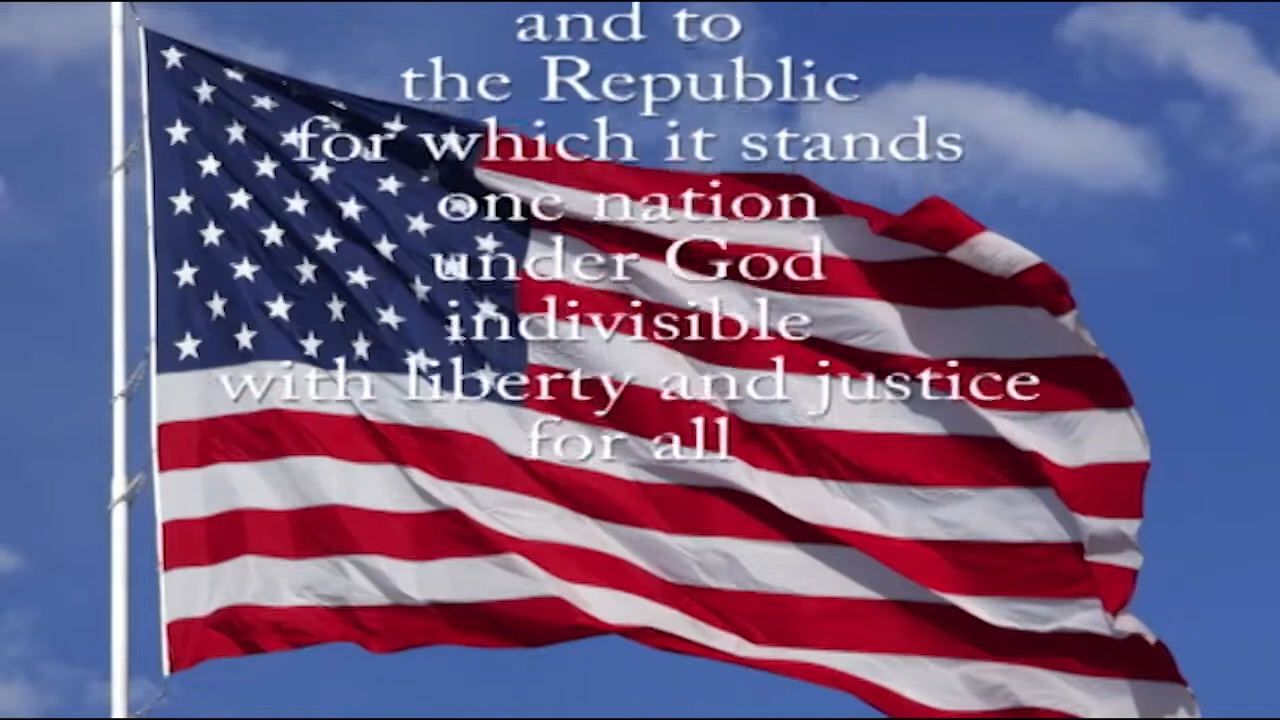 and to
the Republic
for which it stands
one nation
under God
indivisible
with liberty and justice
for all